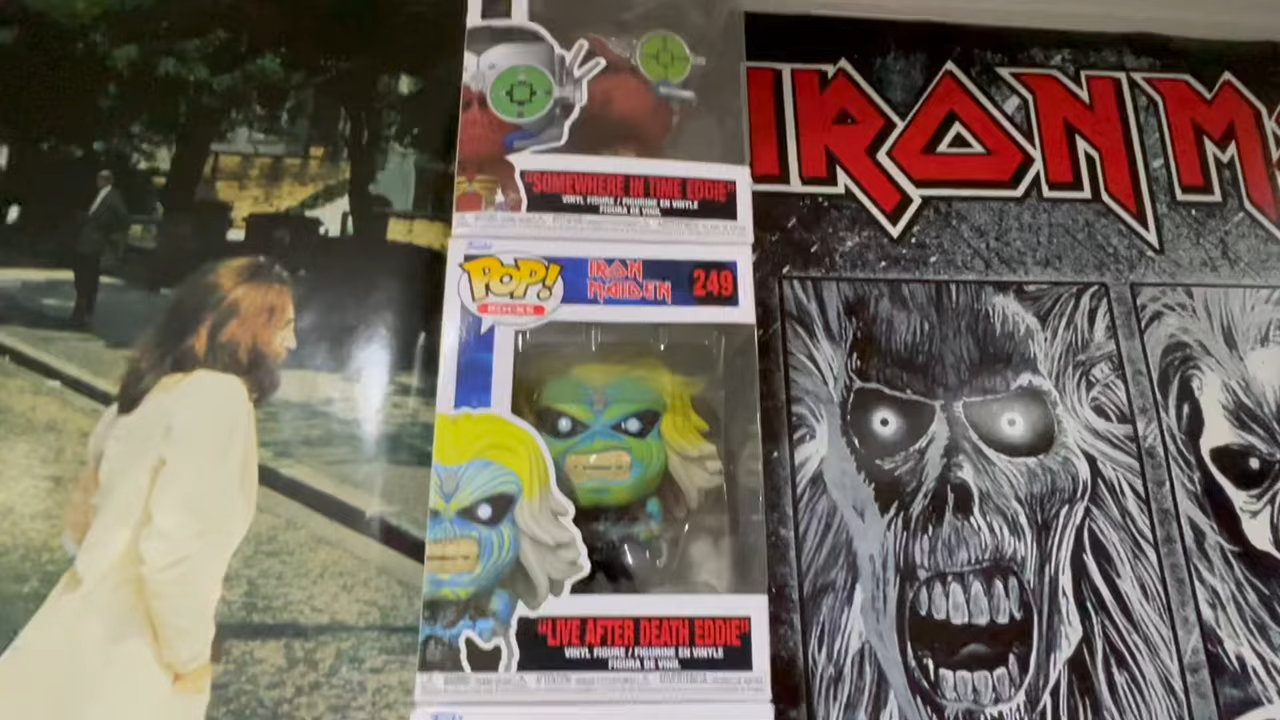 "SOMEWHERE IN TIME EDDIE"
VINYL FIGURE / FIGURINE EN VINYLE
FIGURA DE VINIL
Funko
POP!
ROCKS
IRON
MAIDEN
249
"LIVE AFTER DEATH EDDIE"
VINYL FIGURE / FIGURINE EN VINYLE
FIGURA DE VINIL
IRON M